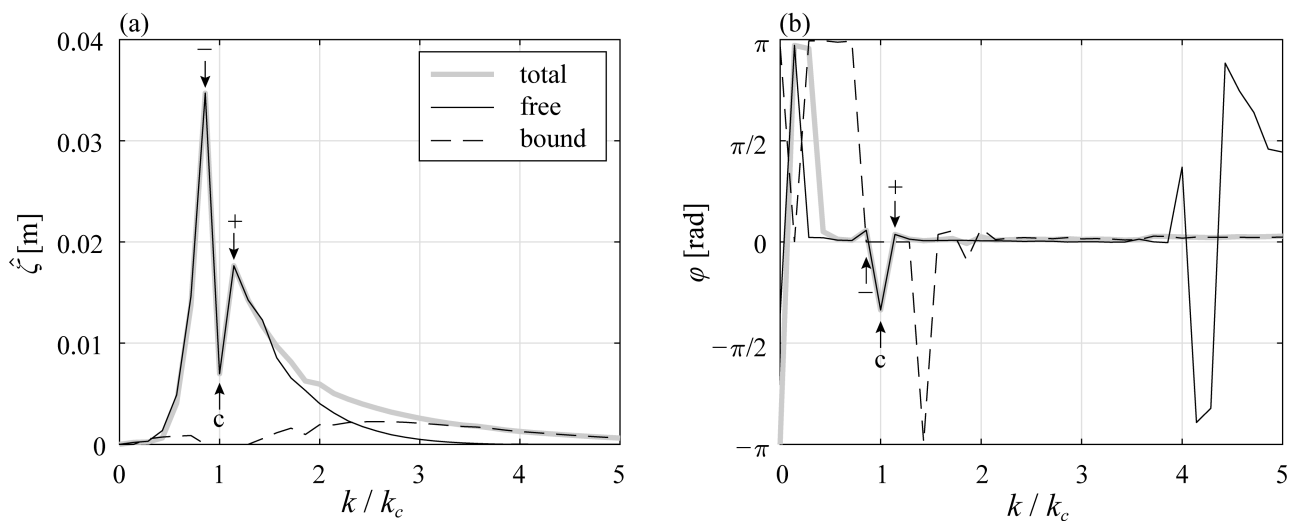 (a)
0.04
0.03
0.02
0.01
0
ζ̂ [m]
−
+
c
total
free
bound
0 1 2 3 4 5
k / k_c
(b)
π
π/2
0
−π/2
−π
φ [rad]
+
−
c
0 1 2 3 4 5
k / k_c